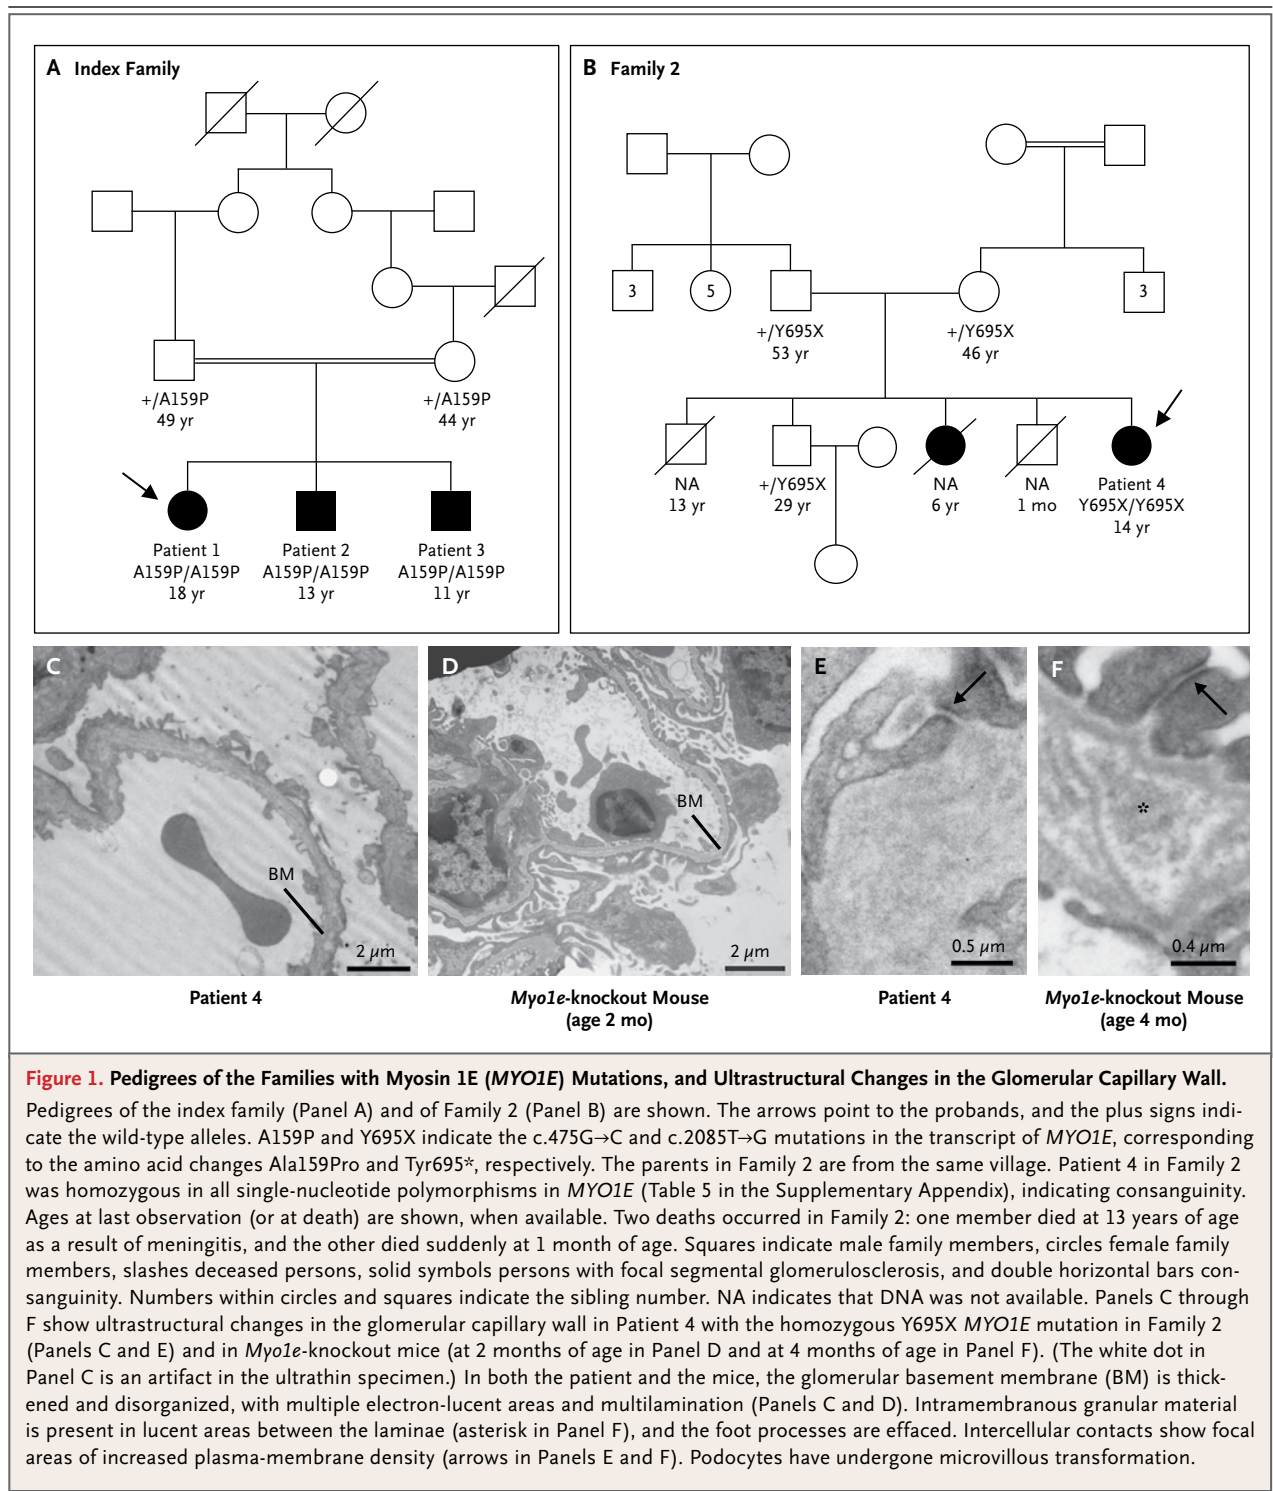 A Index Family
B Family 2
+/A159P
49 yr
+/A159P
44 yr
Patient 1
A159P/A159P
18 yr
Patient 2
A159P/A159P
13 yr
Patient 3
A159P/A159P
11 yr
3
5
3
+/Y695X
53 yr
+/Y695X
46 yr
NA
13 yr
+/Y695X
29 yr
NA
6 yr
NA
1 mo
Patient 4
Y695X/Y695X
14 yr
C
BM
2 µm
D
BM
2 µm
E
0.5 µm
F
*
0.4 µm
Patient 4
Myo1e-knockout Mouse
(age 2 mo)
Patient 4
Myo1e-knockout Mouse
(age 4 mo)
Figure 1. Pedigrees of the Families with Myosin 1E (MYO1E) Mutations, and Ultrastructural Changes in the Glomerular Capillary Wall.
Pedigrees of the index family (Panel A) and of Family 2 (Panel B) are shown. The arrows point to the probands, and the plus signs indi-
cate the wild-type alleles. A159P and Y695X indicate the c.475G→C and c.2085T→G mutations in the transcript of MYO1E, corresponding
to the amino acid changes Ala159Pro and Tyr695*, respectively. The parents in Family 2 are from the same village. Patient 4 in Family 2
was homozygous in all single-nucleotide polymorphisms in MYO1E (Table 5 in the Supplementary Appendix), indicating consanguinity.
Ages at last observation (or at death) are shown, when available. Two deaths occurred in Family 2: one member died at 13 years of age
as a result of meningitis, and the other died suddenly at 1 month of age. Squares indicate male family members, circles female family
members, slashes deceased persons, solid symbols persons with focal segmental glomerulosclerosis, and double horizontal bars con-
sanguinity. Numbers within circles and squares indicate the sibling number. NA indicates that DNA was not available. Panels C through
F show ultrastructural changes in the glomerular capillary wall in Patient 4 with the homozygous Y695X MYO1E mutation in Family 2
(Panels C and E) and in Myo1e-knockout mice (at 2 months of age in Panel D and at 4 months of age in Panel F). (The white dot in
Panel C is an artifact in the ultrathin specimen.) In both the patient and the mice, the glomerular basement membrane (BM) is thick-
ened and disorganized, with multiple electron-lucent areas and multilamination (Panels C and D). Intramembranous granular material
is present in lucent areas between the laminae (asterisk in Panel F), and the foot processes are effaced. Intercellular contacts show focal
areas of increased plasma-membrane density (arrows in Panels E and F). Podocytes have undergone microvillous transformation.